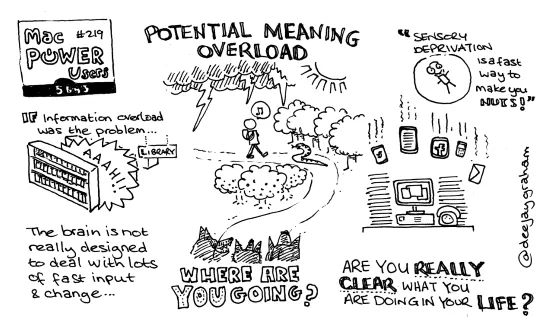 Mac #219
POWER
Users
5by3
POTENTIAL MEANING
OVERLOAD
"SENSORY
DEPRIVATION
is a fast
way to
make you
NUTS!"
IF Information overload
was the problem...
AAAH!!
LIBRARY
The brain is not
really designed
to deal with lots
of fast input
& change...
WHERE ARE
YOU GOING?
ARE YOU REALLY
CLEAR WHAT YOU
ARE DOING IN YOUR LIFE?
@deejaygraham